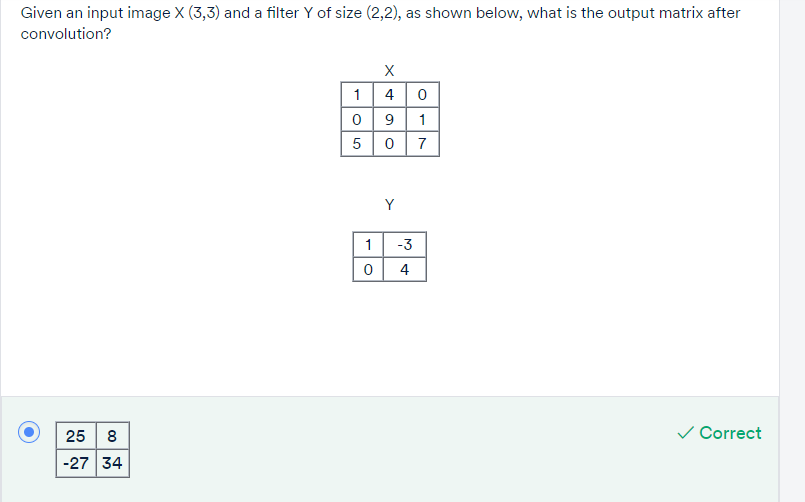 Given an input image X (3,3) and a filter Y of size (2,2), as shown below, what is the output matrix after
convolution?
X
1 4 0
0 9 1
5 0 7
Y
1 -3
0 4
25 8
-27 34
✓ Correct